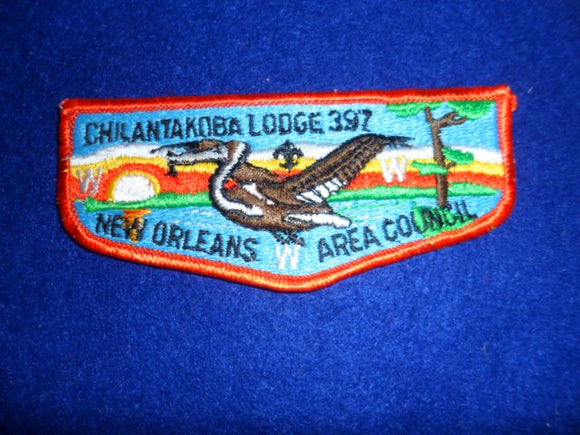 CHILANTAKOBA LODGE 397
W W
NEW ORLEANS W AREA COUNCIL